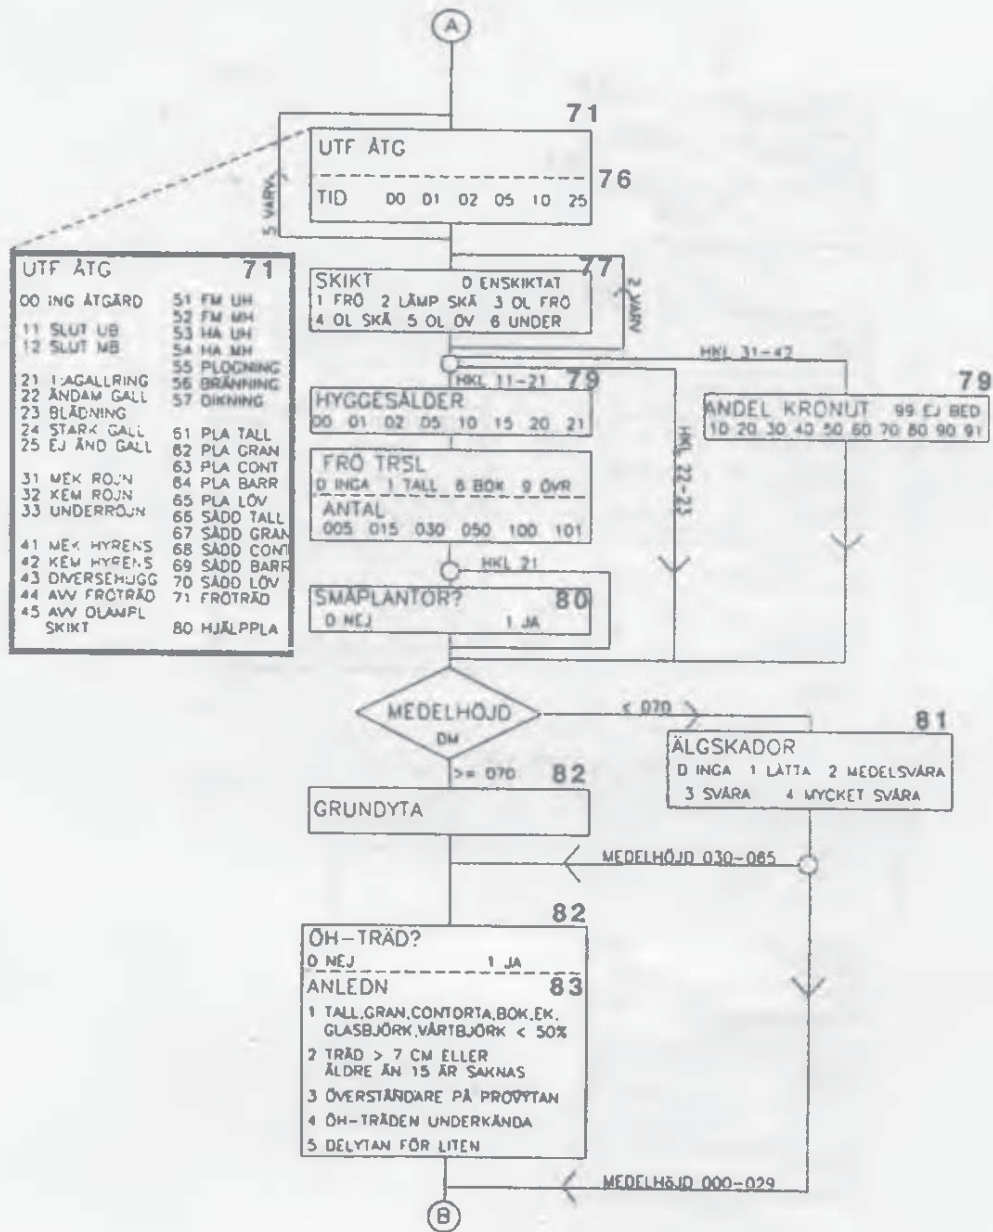 A
71
UTF ÅTG
76
TID 00 01 02 05 10 25
5 VARV
UTF ÅTG 71
00 ING ÅTGÄRD
11 SLUT UB
12 SLUT MB
21 1:AGALLRING
22 ÄNDAM GALL
23 BLÄDNING
24 STARK GALL
25 EJ ÄND GALL
31 MEK RÖJN
32 KEM RÖJN
33 UNDERRÖJN
41 MEK HYRENS
42 KEM HYRENS
43 DIVERSEHUGG
44 AVV FRÖTRÄD
45 AVV OLÄMPL
SKIKT
51 FM UH
52 FM MH
53 HA UH
54 HA MH
55 PLOGNING
56 BRÄNNING
57 DIKNING
61 PLA TALL
62 PLA GRAN
63 PLA CONT
64 PLA BARR
65 PLA LÖV
66 SÅDD TALL
67 SÅDD GRAN
68 SÅDD CONT
69 SÅDD BARR
70 SÅDD LÖV
71 FRÖTRÄD
80 HJÄLPPLA
77
SKIKT 0 ENSKIKTAT
1 FRÖ 2 LÄMP SKÄ 3 OL FRÖ
4 OL SKÄ 5 OL ÖV 6 UNDER
2 VARV
HKL 31-42
HKL 11-21 79
HYGGESÅLDER
00 01 02 05 10 15 20 21
HKL 22-23
79
ANDEL KRONUT 99 EJ BED
10 20 30 40 50 60 70 80 90 91
FRÖ TRSL
0 INGA 1 TALL 6 BOK 9 ÖVR
ANTAL
005 015 030 050 100 101
HKL 21
SMÅPLANTOR? 80
0 NEJ 1 JA
MEDELHÖJD
DM
< 070
81
ÄLGSKADOR
0 INGA 1 LÄTTA 2 MEDELSVÅRA
3 SVÅRA 4 MYCKET SVÅRA
>= 070 82
GRUNDYTA
MEDELHÖJD 030-065
82
ÖH-TRÄD?
0 NEJ 1 JA
ANLEDN 83
1 TALL,GRAN,CONTORTA,BOK,EK,
GLASBJÖRK,VÅRTBJÖRK < 50%
2 TRÄD > 7 CM ELLER
ÄLDRE ÄN 15 ÅR SAKNAS
3 ÖVERSTÅNDARE PÅ PROVYTAN
4 ÖH-TRÄDEN UNDERKÄNDA
5 DELYTAN FÖR LITEN
MEDELHÖJD 000-029
B